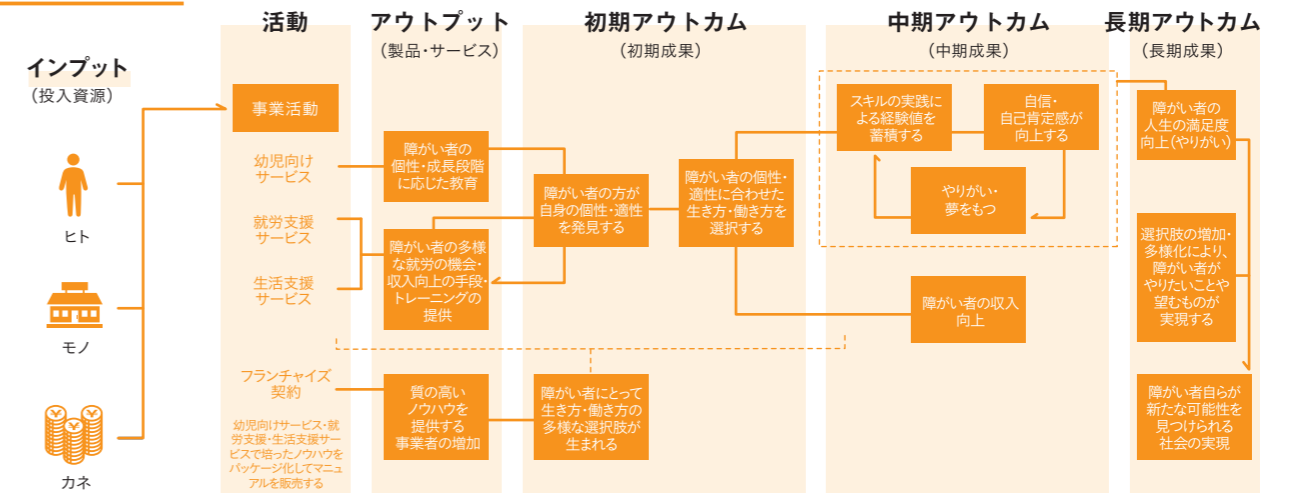 インプット
（投入資源）
ヒト
モノ
カネ
活動
事業活動
幼児向け
サービス
就労支援
サービス
生活支援
サービス
フランチャイズ
契約
幼児向けサービス・就
労支援・生活支援サー
ビスで培ったノウハウを
パッケージ化してマニュ
アルを販売する
アウトプット
（製品・サービス）
障がい者の
個性・成長段階
に応じた教育
障がい者の多様
な就労の機会・
収入向上の手段・
トレーニングの
提供
質の高い
ノウハウを
提供する
事業者の増加
初期アウトカム
（初期成果）
障がい者の方が
自身の個性・適性
を発見する
障がい者の個性・
適性に合わせた
生き方・働き方を
選択する
障がい者にとって
生き方・働き方の
多様な選択肢が
生まれる
中期アウトカム
（中期成果）
スキルの実践に
よる経験値を
蓄積する
自信・
自己肯定感が
向上する
やりがい・
夢をもつ
障がい者の収入
向上
長期アウトカム
（長期成果）
障がい者の
人生の満足度
向上（やりがい）
選択肢の増加・
多様化により、
障がい者が
やりたいことや
望むものが
実現する
障がい者自らが
新たな可能性を
見つけられる
社会の実現